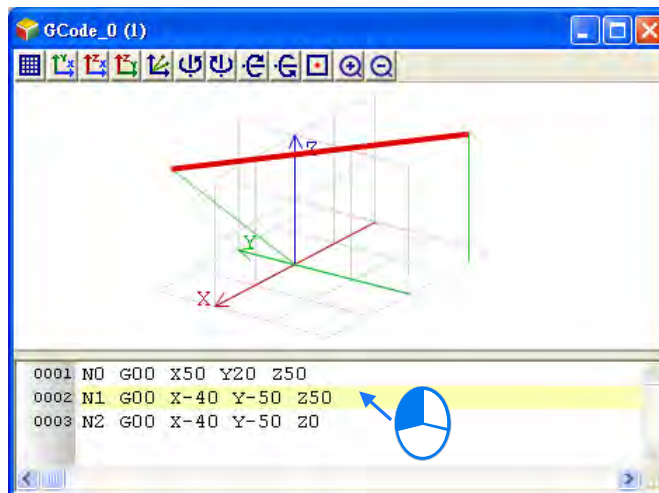 GCode_0 (1)
Z
Y
X
0001 N0 G00 X50 Y20 Z50
0002 N1 G00 X-40 Y-50 Z50
0003 N2 G00 X-40 Y-50 Z0